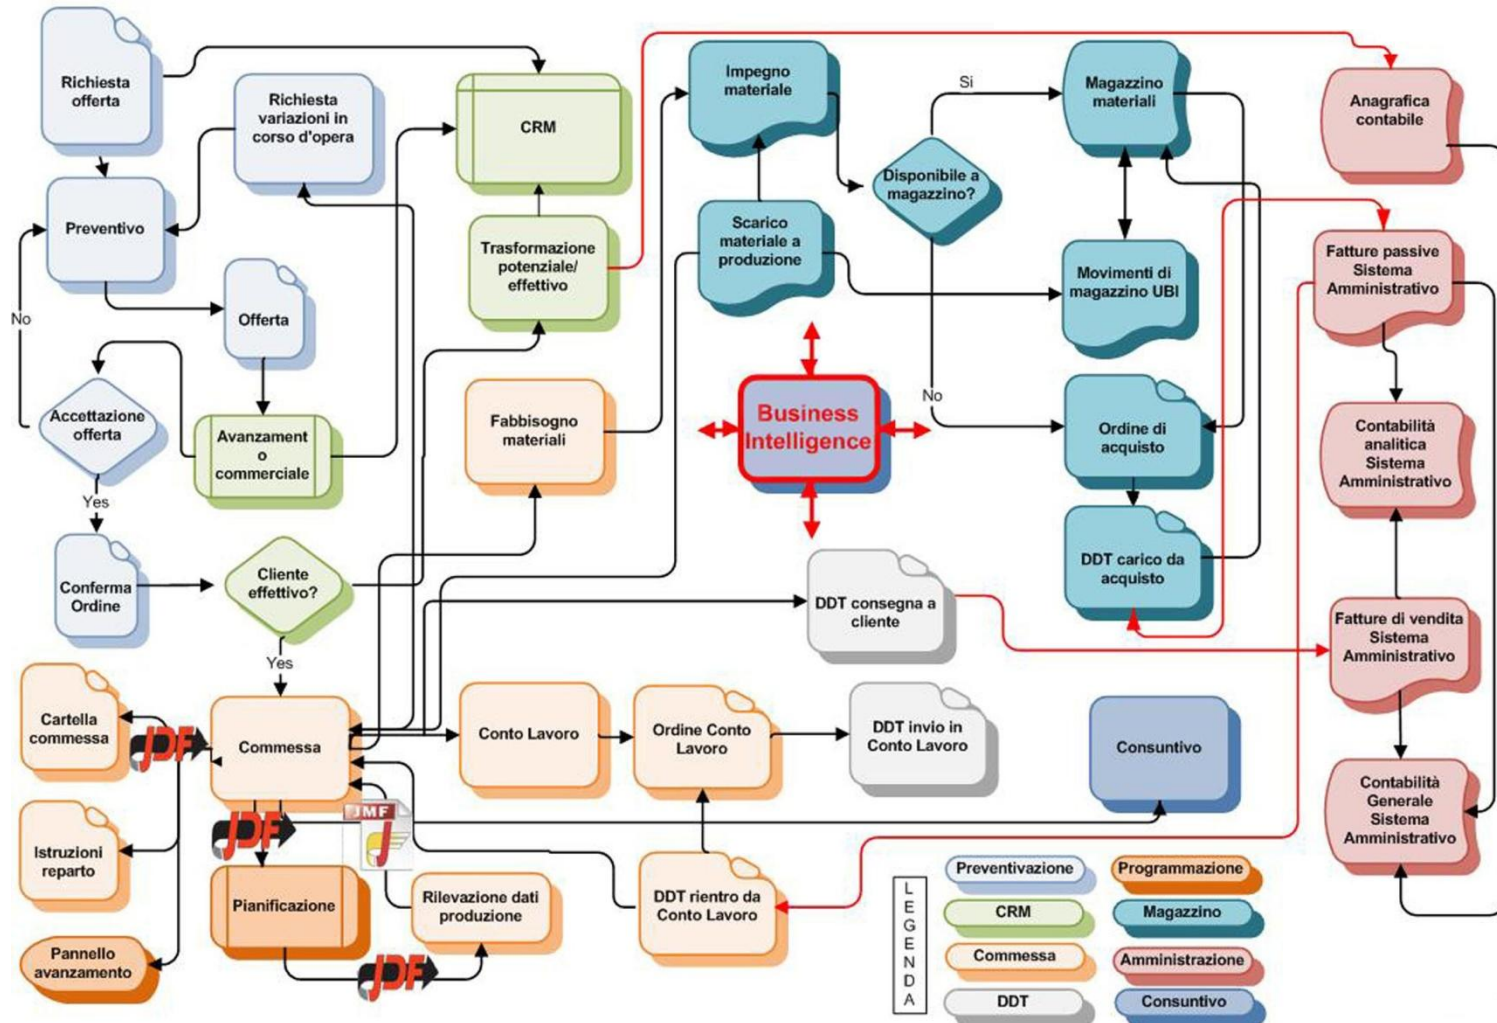 Richiesta
offerta
Richiesta
variazioni in
corso d'opera
CRM
Impegno
materiale
Si
Magazzino
materiali
Anagrafica
contabile
Disponibile a
magazzino?
Preventivo
Trasformazione
potenziale/
effettivo
Scarico
materiale a
produzione
Movimenti di
magazzino UBI
Fatture passive
Sistema
Amministrativo
No
Offerta
Accettazione
offerta
Avanzament
o
commerciale
Fabbisogno
materiali
Business
Intelligence
No
Ordine di
acquisto
Contabilità
analitica
Sistema
Amministrativo
Yes
Conferma
Ordine
Cliente
effettivo?
DDT consegna a
cliente
DDT carico da
acquisto
Fatture di vendita
Sistema
Amministrativo
Yes
Cartella
commessa
JDF
Commessa
Conto Lavoro
Ordine Conto
Lavoro
DDT invio in
Conto Lavoro
Consuntivo
Contabilità
Generale
Sistema
Amministrativo
JDF
JMF
J
Istruzioni
reparto
Pianificazione
Rilevazione dati
produzione
DDT rientro da
Conto Lavoro
Pannello
avanzamento
JDF
L
E
G
E
N
D
A
Preventivazione
Programmazione
CRM
Magazzino
Commessa
Amministrazione
DDT
Consuntivo